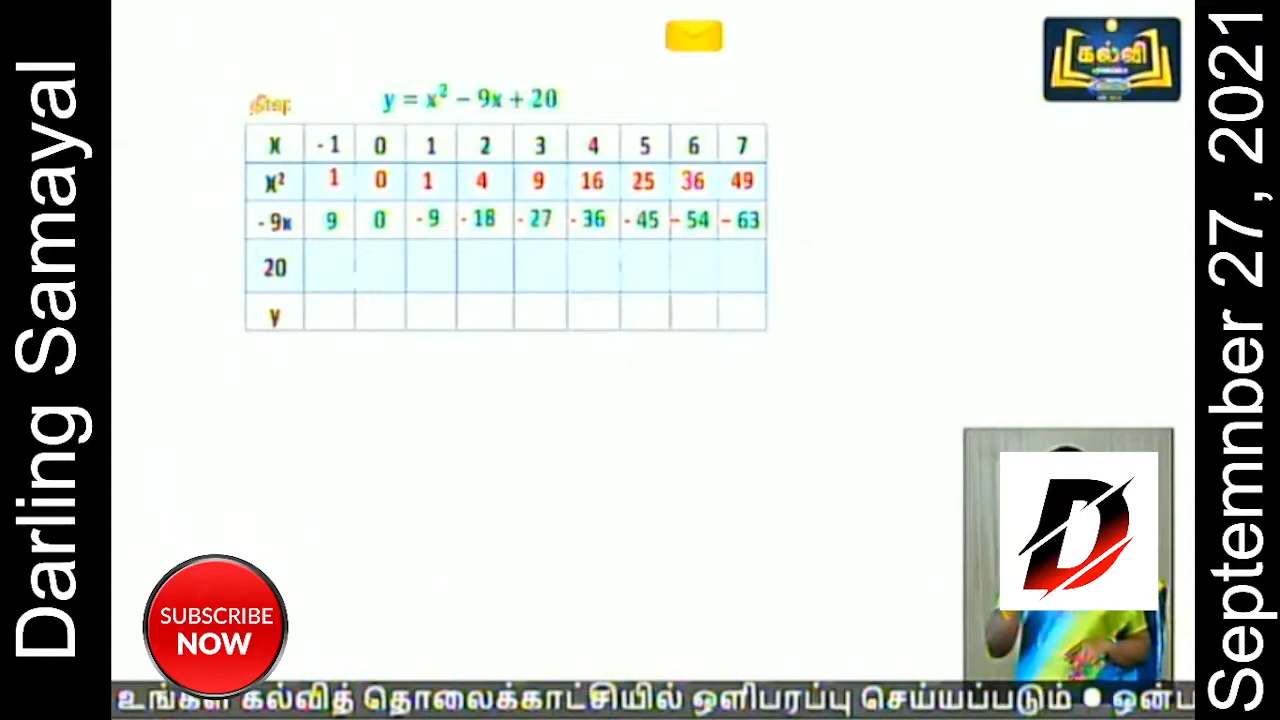 Darling Samayal
கல்வி
தீர்வு:
y = x² − 9x + 20
x -1 0 1 2 3 4 5 6 7
x² 1 0 1 4 9 16 25 36 49
- 9x 9 0 - 9 - 18 - 27 - 36 - 45 - 54 - 63
20
y
D
SUBSCRIBE
NOW
உங்கள் கல்வித் தொலைக்காட்சியில் ஒளிபரப்பு செய்யப்படும் ●
Septemnber 27, 2021